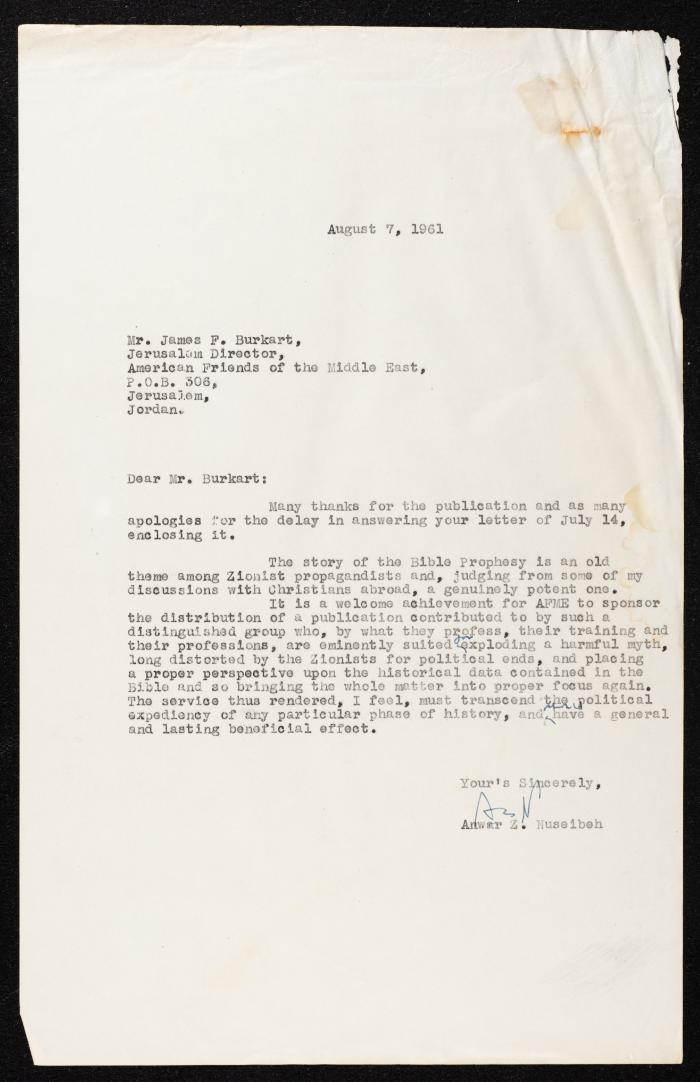 August 7, 1961
Mr. James F. Burkart,
Jerusalem Director,
American Friends of the Middle East,
P.O.B. 306,
Jerusalem,
Jordan.
Dear Mr. Burkart:
Many thanks for the publication and as many
apologies for the delay in answering your letter of July 14,
enclosing it.
The story of the Bible Prophesy is an old
theme among Zionist propagandists and, judging from some of my
discussions with Christians abroad, a genuinely potent one.
It is a welcome achievement for AFME to sponsor
the distribution of a publication contributed to by such a
distinguished group who, by what they profess, their training and
their professions, are eminently suited for exploding a harmful myth,
long distorted by the Zionists for political ends, and placing
a proper perspective upon the historical data contained in the
Bible and so bringing the whole matter into proper focus again.
The service thus rendered, I feel, must transcend the political
expediency of any particular phase of history, and have a general
and lasting beneficial effect.
Your's Sincerely,
Anwar Z. Nuseibeh